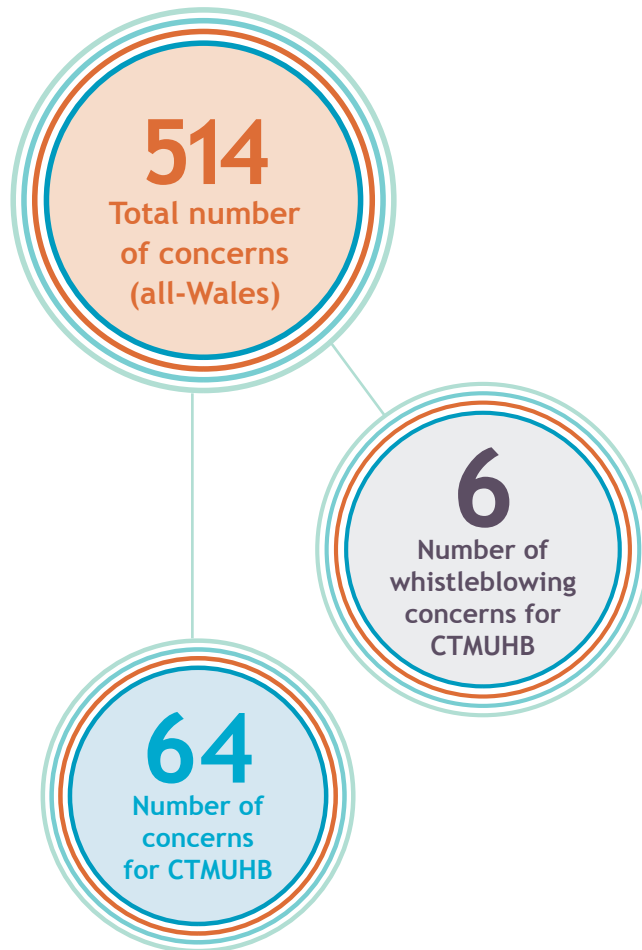 514
Total number
of concerns
(all-Wales)
6
Number of
whistleblowing
concerns for
CTMUHB
64
Number of
concerns
for CTMUHB